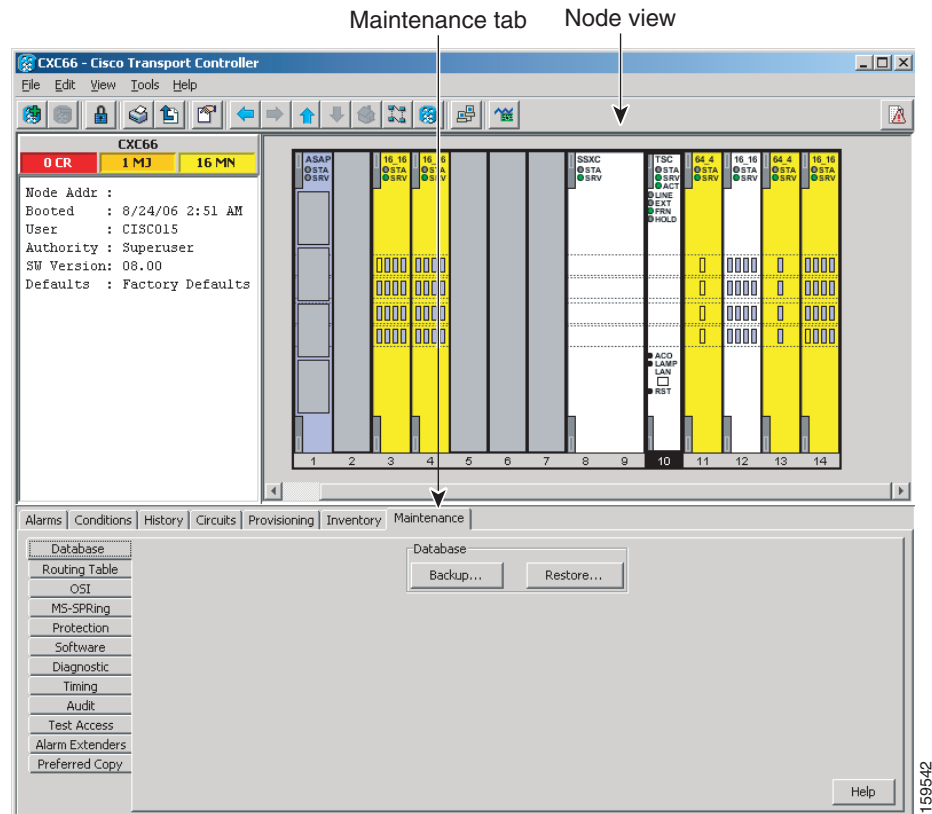 Maintenance tab
Node view
CXC66 - Cisco Transport Controller
File Edit View Tools Help
CXC66
0 CR 1 MJ 16 MN
Node Addr :
Booted : 8/24/06 2:51 AM
User : CISCO15
Authority : Superuser
SW Version: 08.00
Defaults : Factory Defaults
ASAP 16_16 16_16 SSXC TSC 64_4 16_16 64_4 16_16
STA STA STA STA STA STA STA STA STA
SRV SRV SRV SRV SRV SRV SRV SRV SRV
ACT
LINE
EXT
FRN
HOLD
ACO
LAMP
LAN
RST
1 2 3 4 5 6 7 8 9 10 11 12 13 14
Alarms Conditions History Circuits Provisioning Inventory Maintenance
Database
Routing Table
OSI
MS-SPRing
Protection
Software
Diagnostic
Timing
Audit
Test Access
Alarm Extenders
Preferred Copy
Database
Backup... Restore...
Help
159542